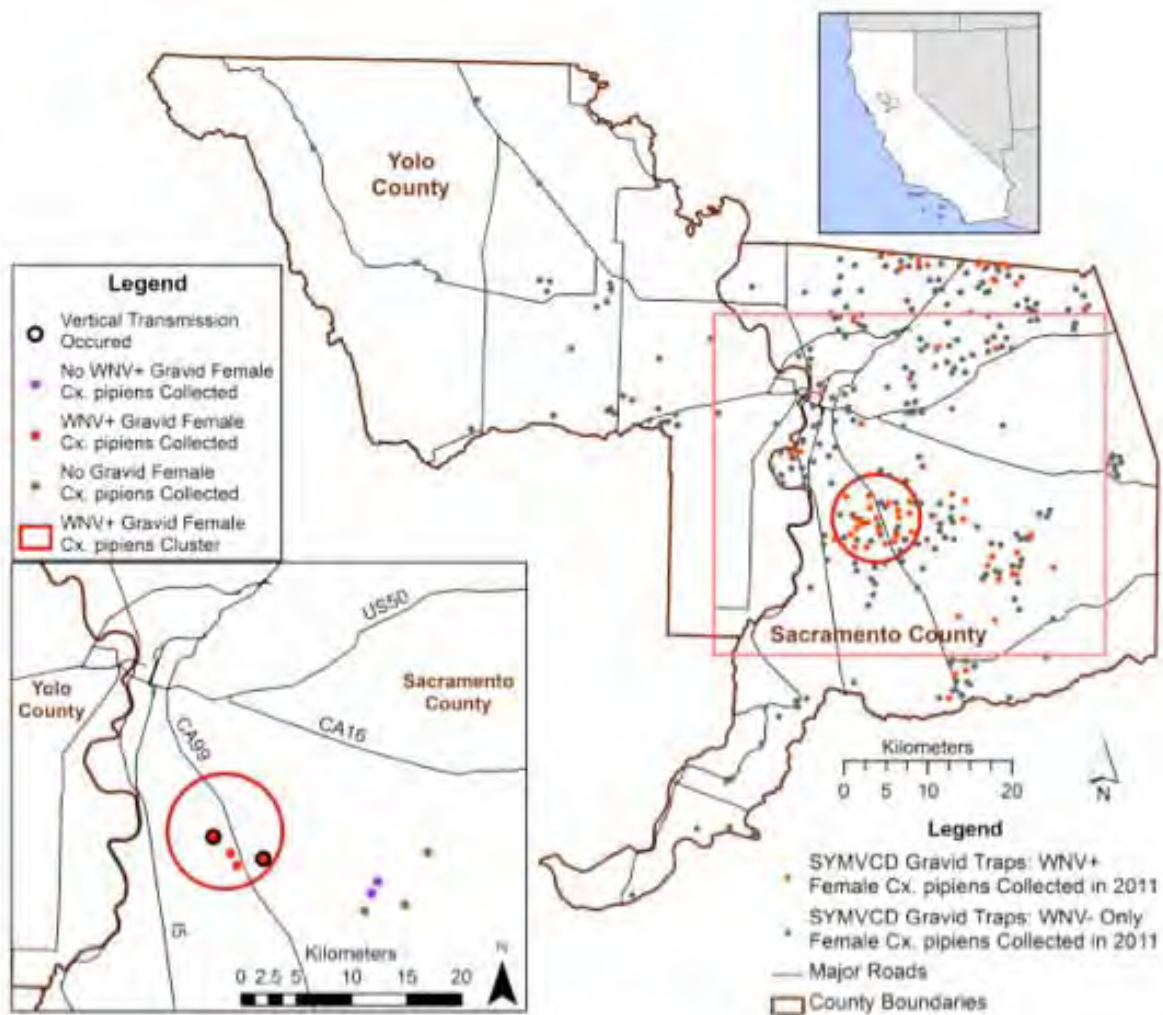 Yolo
County
Legend
Vertical Transmission
Occured
No WNV+ Gravid Female
Cx. pipiens Collected
WNV+ Gravid Female
Cx. pipiens Collected
No Gravid Female
Cx. pipiens Collected
WNV+ Gravid Female
Cx. pipiens Cluster
Sacramento County
US50
Yolo
County
Sacramento
County
CA16
CA99
I5
Kilometers
0 2.5 5 10 15 20
N
Kilometers
0 5 10 20
N
Legend
SYMVCD Gravid Traps: WNV+
Female Cx. pipiens Collected in 2011
SYMVCD Gravid Traps: WNV- Only
Female Cx. pipiens Collected in 2011
Major Roads
County Boundaries